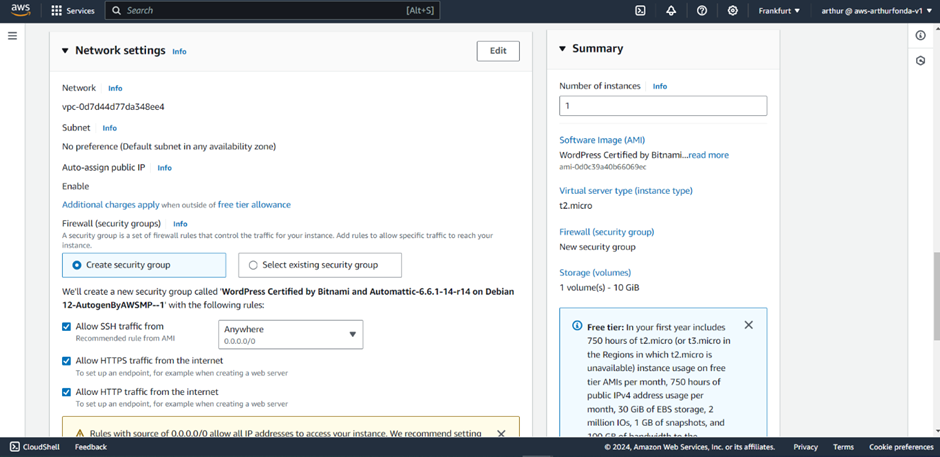 aws
Services
Search
[Alt+S]
Frankfurt
arthur @ aws-arthurfonda-v1
Network settings Info
Edit
Network Info
vpc-0d7d44d77da348ee4
Subnet Info
No preference (Default subnet in any availability zone)
Auto-assign public IP Info
Enable
Additional charges apply when outside of free tier allowance
Firewall (security groups) Info
A security group is a set of firewall rules that control the traffic for your instance. Add rules to allow specific traffic to reach your
instance.
Create security group
Select existing security group
We'll create a new security group called 'WordPress Certified by Bitnami and Automattic-6.6.1-14-r14 on Debian
12-AutogenByAWSMP--1' with the following rules:
Allow SSH traffic from
Recommended rule from AMI
Anywhere
0.0.0.0/0
Allow HTTPS traffic from the internet
To set up an endpoint, for example when creating a web server
Allow HTTP traffic from the internet
To set up an endpoint, for example when creating a web server
Rules with source of 0.0.0.0/0 allow all IP addresses to access your instance. We recommend setting
Summary
Number of instances Info
1
Software Image (AMI)
WordPress Certified by Bitnami...read more
ami-0d0c39a40b66069ec
Virtual server type (instance type)
t2.micro
Firewall (security group)
New security group
Storage (volumes)
1 volume(s) - 10 GiB
Free tier: In your first year includes
750 hours of t2.micro (or t3.micro in
the Regions in which t2.micro is
unavailable) instance usage on free
tier AMIs per month, 750 hours of
public IPv4 address usage per
month, 30 GiB of EBS storage, 2
million IOs, 1 GB of snapshots, and
100 GB of bandwidth to the
CloudShell
Feedback
© 2024, Amazon Web Services, Inc. or its affiliates.
Privacy
Terms
Cookie preferences